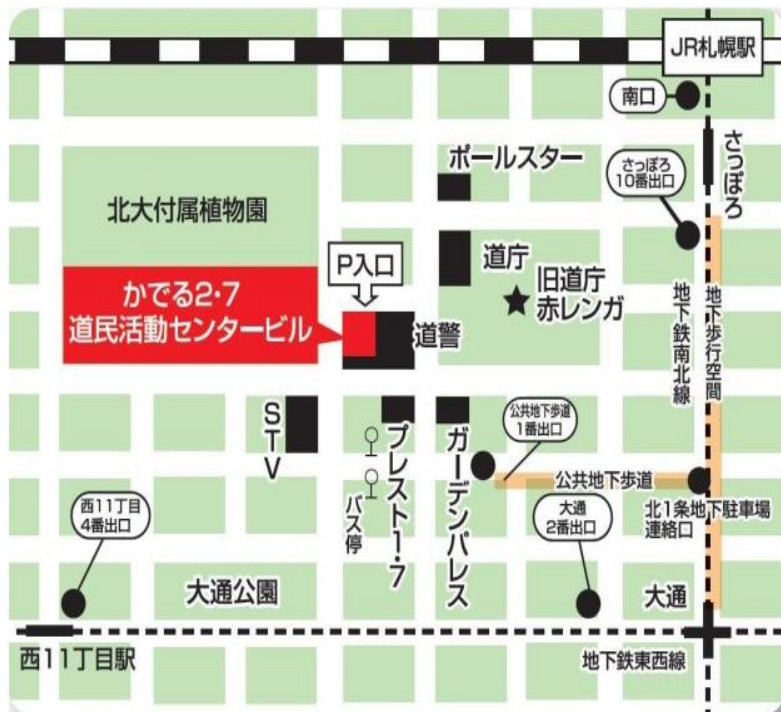 JR札幌駅
南口
さっぽろ
ポールスター
さっぽろ
10番出口
北大付属植物園
P入口
道庁
旧道庁
赤レンガ
かでる2・7
道民活動センタービル
道警
地下鉄南北線
地下歩行空間
STV
バス停
プレスト1・7
ガーデンパレス
公共地下歩道
1番出口
公共地下歩道
北1条地下駐車場
連絡口
西11丁目
4番出口
大通
2番出口
大通公園
大通
西11丁目駅
地下鉄東西線